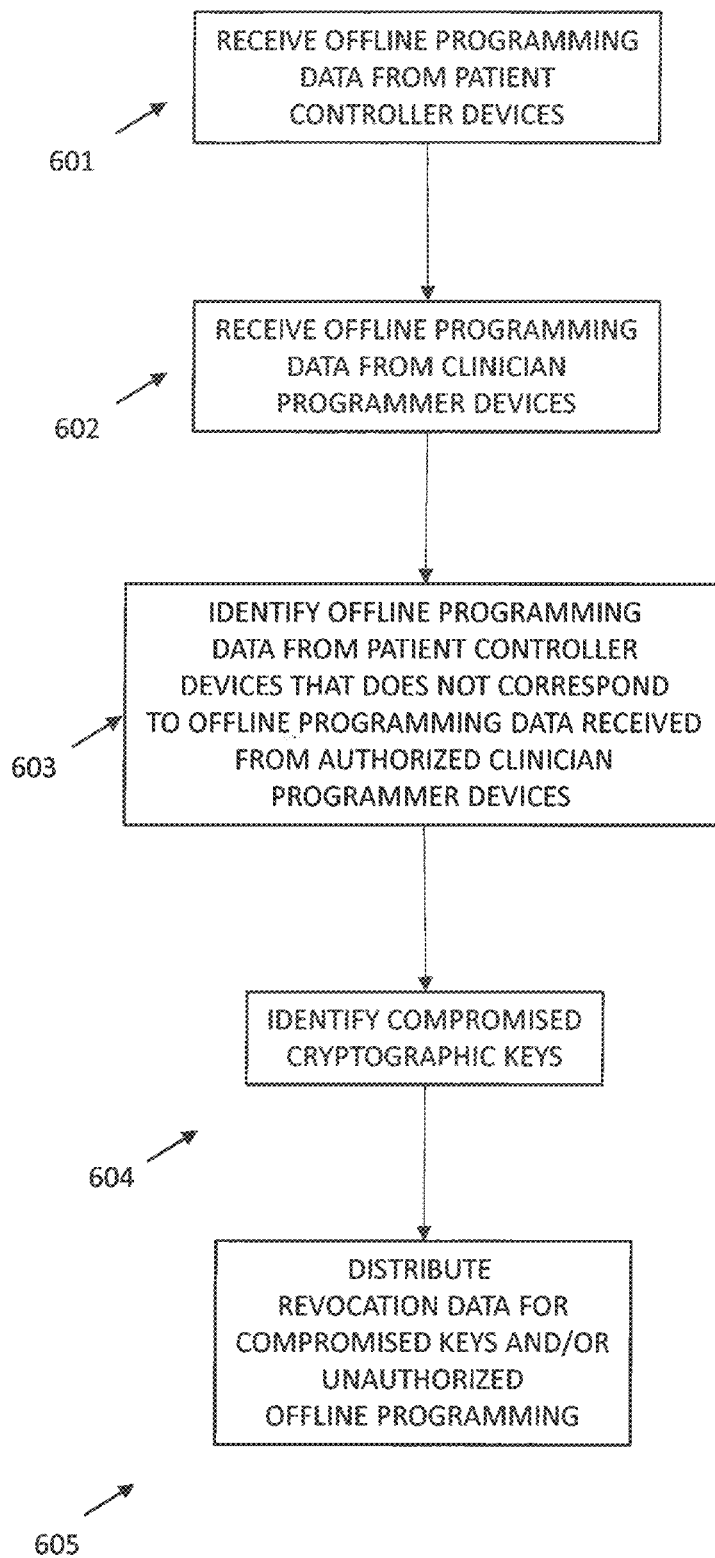 RECEIVE OFFLINE PROGRAMMING
DATA FROM PATIENT
CONTROLLER DEVICES
601
RECEIVE OFFLINE PROGRAMMING
DATA FROM CLINICIAN
PROGRAMMER DEVICES
602
IDENTIFY OFFLINE PROGRAMMING
DATA FROM PATIENT CONTROLLER
DEVICES THAT DOES NOT CORRESPOND
TO OFFLINE PROGRAMMING DATA RECEIVED
FROM AUTHORIZED CLINICIAN
PROGRAMMER DEVICES
603
IDENTIFY COMPROMISED
CRYPTOGRAPHIC KEYS
604
DISTRIBUTE
REVOCATION DATA FOR
COMPROMISED KEYS AND/OR
UNAUTHORIZED
OFFLINE PROGRAMMING
605